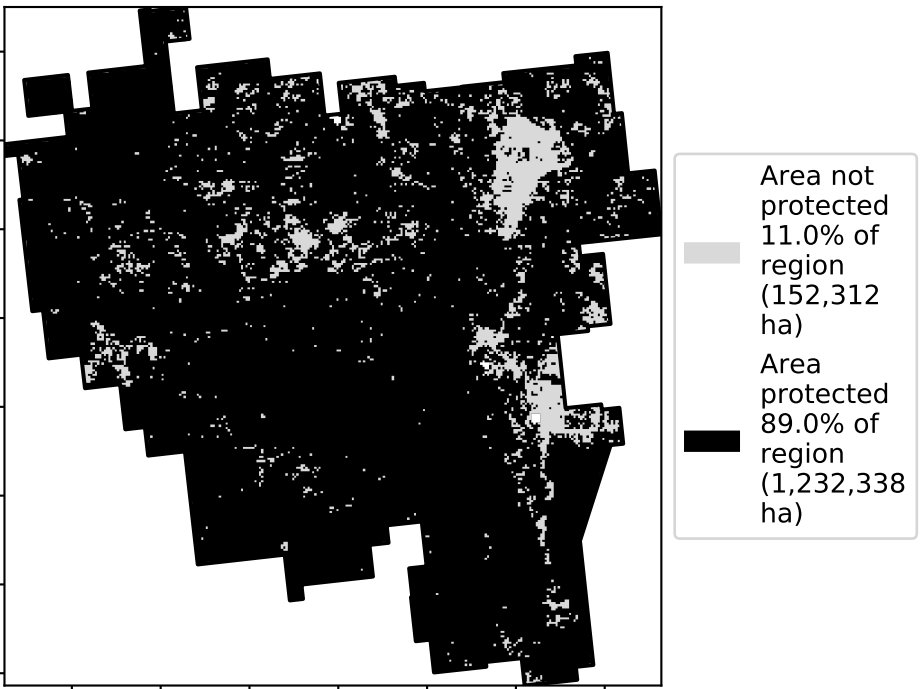 Area not
protected
11.0% of
region
(152,312
ha)
Area
protected
89.0% of
region
(1,232,338
ha)